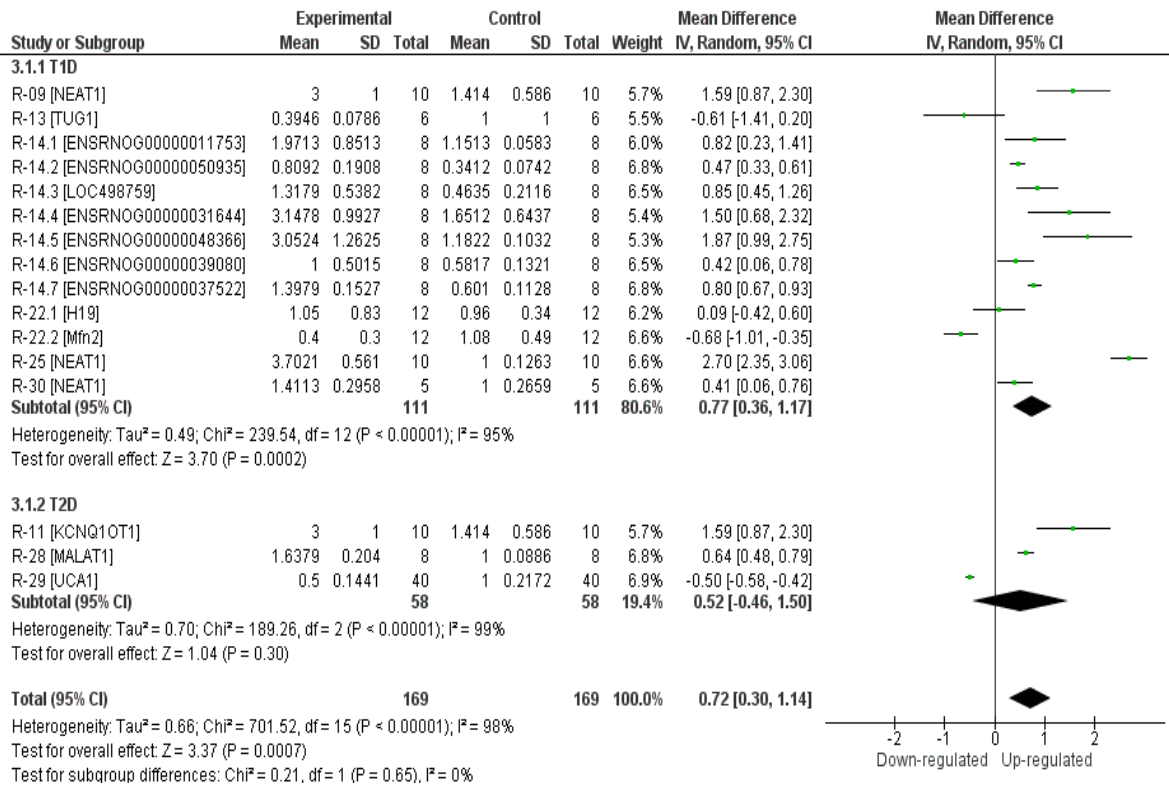 Experimental Control Mean Difference Mean Difference
Study or Subgroup Mean SD Total Mean SD Total Weight IV, Random, 95% CI IV, Random, 95% CI
3.1.1 T1D
R-09 [NEAT1] 3 1 10 1.414 0.586 10 5.7% 1.59 [0.87, 2.30]
R-13 [TUG1] 0.3946 0.0786 6 1 1 6 5.5% -0.61 [-1.41, 0.20]
R-14.1 [ENSRNOG00000011753] 1.9713 0.8513 8 1.1513 0.0583 8 6.0% 0.82 [0.23, 1.41]
R-14.2 [ENSRNOG00000050935] 0.8092 0.1908 8 0.3412 0.0742 8 6.8% 0.47 [0.33, 0.61]
R-14.3 [LOC498759] 1.3179 0.5382 8 0.4635 0.2116 8 6.5% 0.85 [0.45, 1.26]
R-14.4 [ENSRNOG00000031644] 3.1478 0.9927 8 1.6512 0.6437 8 5.4% 1.50 [0.68, 2.32]
R-14.5 [ENSRNOG00000048366] 3.0524 1.2625 8 1.1822 0.1032 8 5.3% 1.87 [0.99, 2.75]
R-14.6 [ENSRNOG00000039080] 1 0.5015 8 0.5817 0.1321 8 6.6% 0.42 [0.06, 0.78]
R-14.7 [ENSRNOG00000037522] 1.3979 0.1527 8 0.601 0.1128 8 6.8% 0.80 [0.67, 0.93]
R-22.1 [H19] 1.05 0.83 12 0.96 0.34 12 6.2% 0.09 [-0.42, 0.60]
R-22.2 [Mfn2] 0.4 0.3 12 1.08 0.49 12 6.6% -0.68 [-1.01, -0.35]
R-25 [NEAT1] 3.7021 0.561 10 1 0.1263 10 6.6% 2.70 [2.35, 3.06]
R-30 [NEAT1] 1.4113 0.2958 5 1 0.2659 5 6.6% 0.41 [0.06, 0.76]
Subtotal (95% CI) 111 111 80.6% 0.77 [0.36, 1.17]
Heterogeneity: Tau² = 0.49; Chi² = 239.54, df = 12 (P < 0.00001); I² = 95%
Test for overall effect: Z = 3.70 (P = 0.0002)
3.1.2 T2D
R-11 [KCNQ1OT1] 3 1 10 1.414 0.586 10 5.7% 1.59 [0.87, 2.30]
R-28 [MALAT1] 1.6379 0.204 8 1 0.0886 8 6.8% 0.64 [0.48, 0.79]
R-29 [UCA1] 0.5 0.1441 40 1 0.2172 40 6.9% -0.50 [-0.58, -0.42]
Subtotal (95% CI) 58 58 19.4% 0.52 [-0.46, 1.50]
Heterogeneity: Tau² = 0.70; Chi² = 189.26, df = 2 (P < 0.00001); I² = 99%
Test for overall effect: Z = 1.04 (P = 0.30)
Total (95% CI) 169 169 100.0% 0.72 [0.30, 1.14]
Heterogeneity: Tau² = 0.66; Chi² = 701.52, df = 15 (P < 0.00001); I² = 98%
Test for overall effect: Z = 3.37 (P = 0.0007)
Test for subgroup differences: Chi² = 0.21, df = 1 (P = 0.65), I² = 0%
-2 -1 0 1 2
Down-regulated Up-regulated